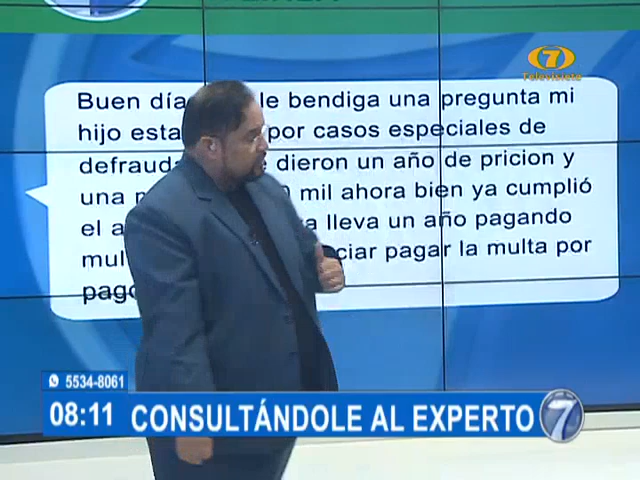 7
Televisiete
Buen día le bendiga una pregunta mi
hijo esta por casos especiales de
defrauda dieron un año de pricion y
una mil ahora bien ya cumplió
el a lleva un año pagando
mul ciar pagar la multa por
pago
5534-8061
08:11 CONSULTÁNDOLE AL EXPERTO 7